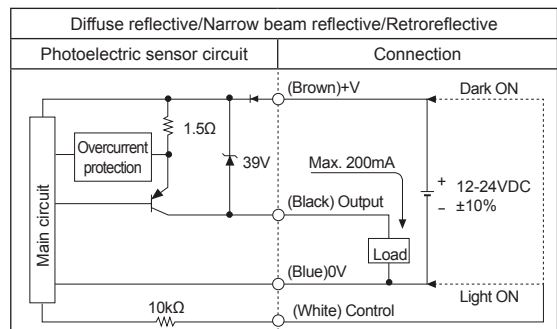 Diffuse reflective/Narrow beam reflective/Retroreflective
Photoelectric sensor circuit
Connection
(Brown)+V
Dark ON
1.5Ω
Overcurrent
protection
39V
Max. 200mA
+
12-24VDC
−
±10%
(Black) Output
Main circuit
Load
(Blue)0V
Light ON
10kΩ
(White) Control